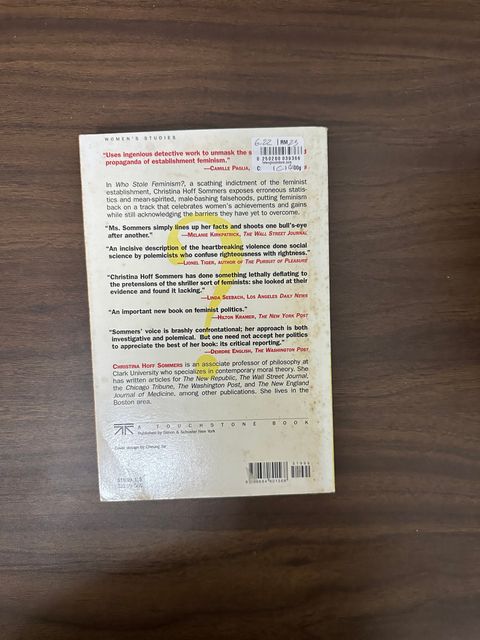 WOMEN'S STUDIES
"Uses ingenious detective work to unmask the
propaganda of establishment feminism."
—CAMILLE PAGLIA,
RM 23
In Who Stole Feminism?, a scathing indictment of the feminist
establishment, Christina Hoff Sommers exposes erroneous statis-
tics and mean-spirited, male-bashing falsehoods, putting feminism
back on a track that celebrates women's achievements and gains
while still acknowledging the barriers they have yet to overcome.
"Ms. Sommers simply lines up her facts and shoots one bull's-eye
after another."
—MELANIE KIRKPATRICK, THE WALL STREET JOURNAL
"An incisive description of the heartbreaking violence done social
science by polemicists who confuse righteousness with rightness."
—LIONEL TIGER, AUTHOR OF THE PURSUIT OF PLEASURE
"Christina Hoff Sommers has done something lethally deflating to
the pretensions of the thriller sort of feminists: she looked at their
evidence and found it lacking."
—LINDA SEEBACH, LOS ANGELES DAILY NEWS
"An important new book on feminist politics."
—HILTON KRAMER, THE NEW YORK POST
"Sommers' voice is brashly confrontational; her approach is both
investigative and polemical. But one need not accept her politics
to appreciate the best of her book: its critical reporting."
—DEIRDRE ENGLISH, THE WASHINGTON POST
CHRISTINA HOFF SOMMERS is an associate professor of philosophy at
Clark University who specializes in contemporary moral theory. She
has written articles for The New Republic, The Wall Street Journal,
the Chicago Tribune, The Washington Post, and The New England
Journal of Medicine, among other publications. She lives in the
Boston area.
A TOUCHSTONE BOOK
Published by Simon & Schuster New York
Cover design by Cheung Tai